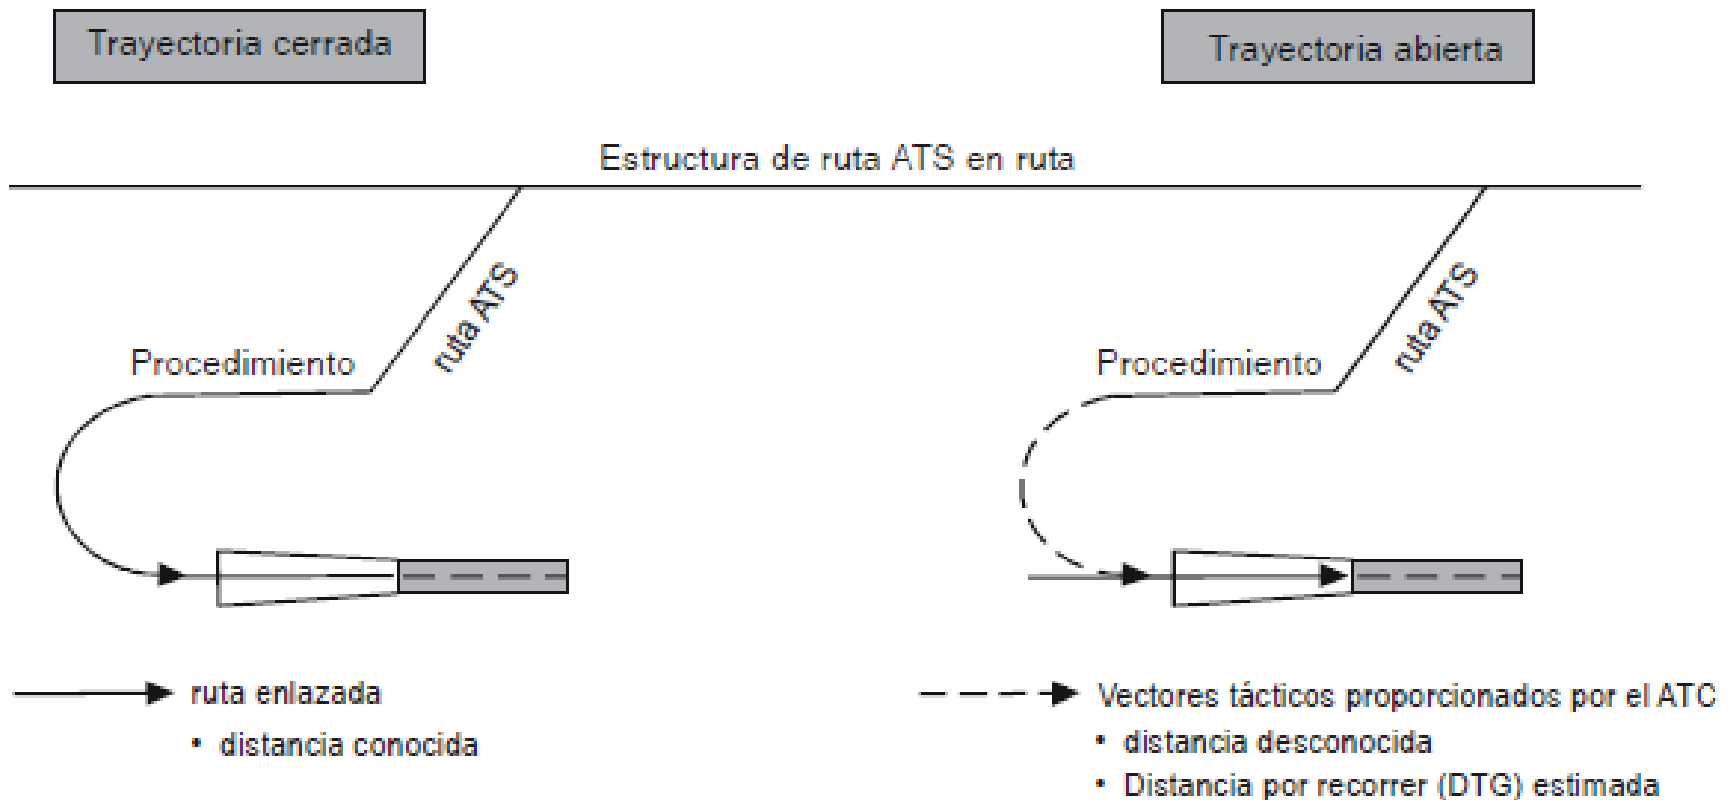 Trayectoria cerrada
Trayectoria abierta
Estructura de ruta ATS en ruta
ruta ATS
Procedimiento
ruta ATS
Procedimiento
ruta enlazada
• distancia conocida
Vectores tácticos proporcionados por el ATC
• distancia desconocida
• Distancia por recorrer (DTG) estimada